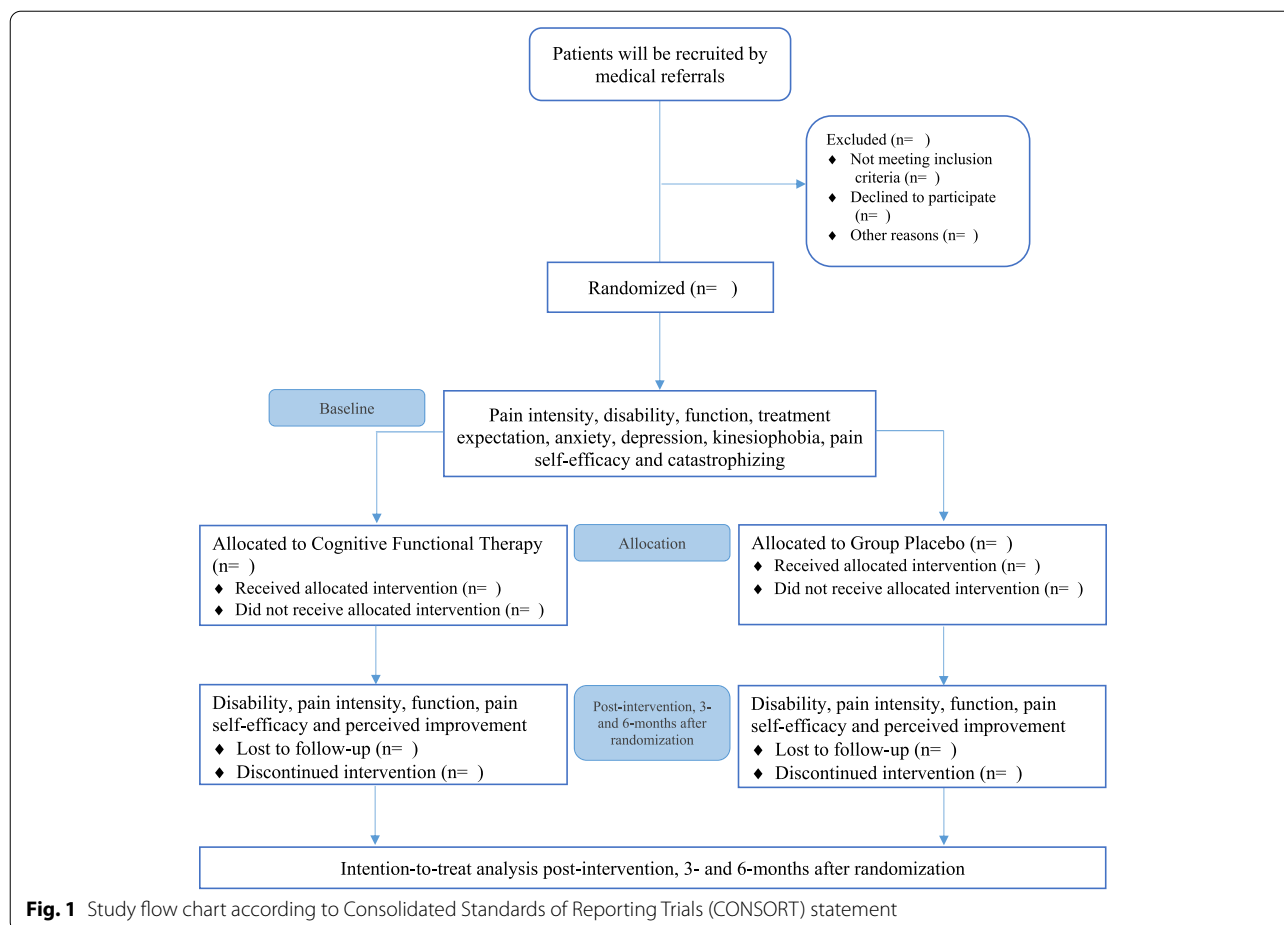 Patients will be recruited by
medical referrals
Excluded (n=  )
♦ Not meeting inclusion
criteria (n=  )
♦ Declined to participate
(n=  )
♦ Other reasons (n=  )
Randomized (n=  )
Baseline
Pain intensity, disability, function, treatment
expectation, anxiety, depression, kinesiophobia, pain
self-efficacy and catastrophizing
Allocated to Cognitive Functional Therapy
(n=  )
♦ Received allocated intervention (n=  )
♦ Did not receive allocated intervention (n=  )
Allocation
Allocated to Group Placebo (n=  )
♦ Received allocated intervention (n=  )
♦ Did not receive allocated intervention (n=  )
Disability, pain intensity, function, pain
self-efficacy and perceived improvement
♦ Lost to follow-up (n=  )
♦ Discontinued intervention (n=  )
Post-intervention, 3-
and 6-months after
randomization
Disability, pain intensity, function, pain
self-efficacy and perceived improvement
♦ Lost to follow-up (n=  )
♦ Discontinued intervention (n=  )
Intention-to-treat analysis post-intervention, 3- and 6-months after randomization
Fig. 1 Study flow chart according to Consolidated Standards of Reporting Trials (CONSORT) statement